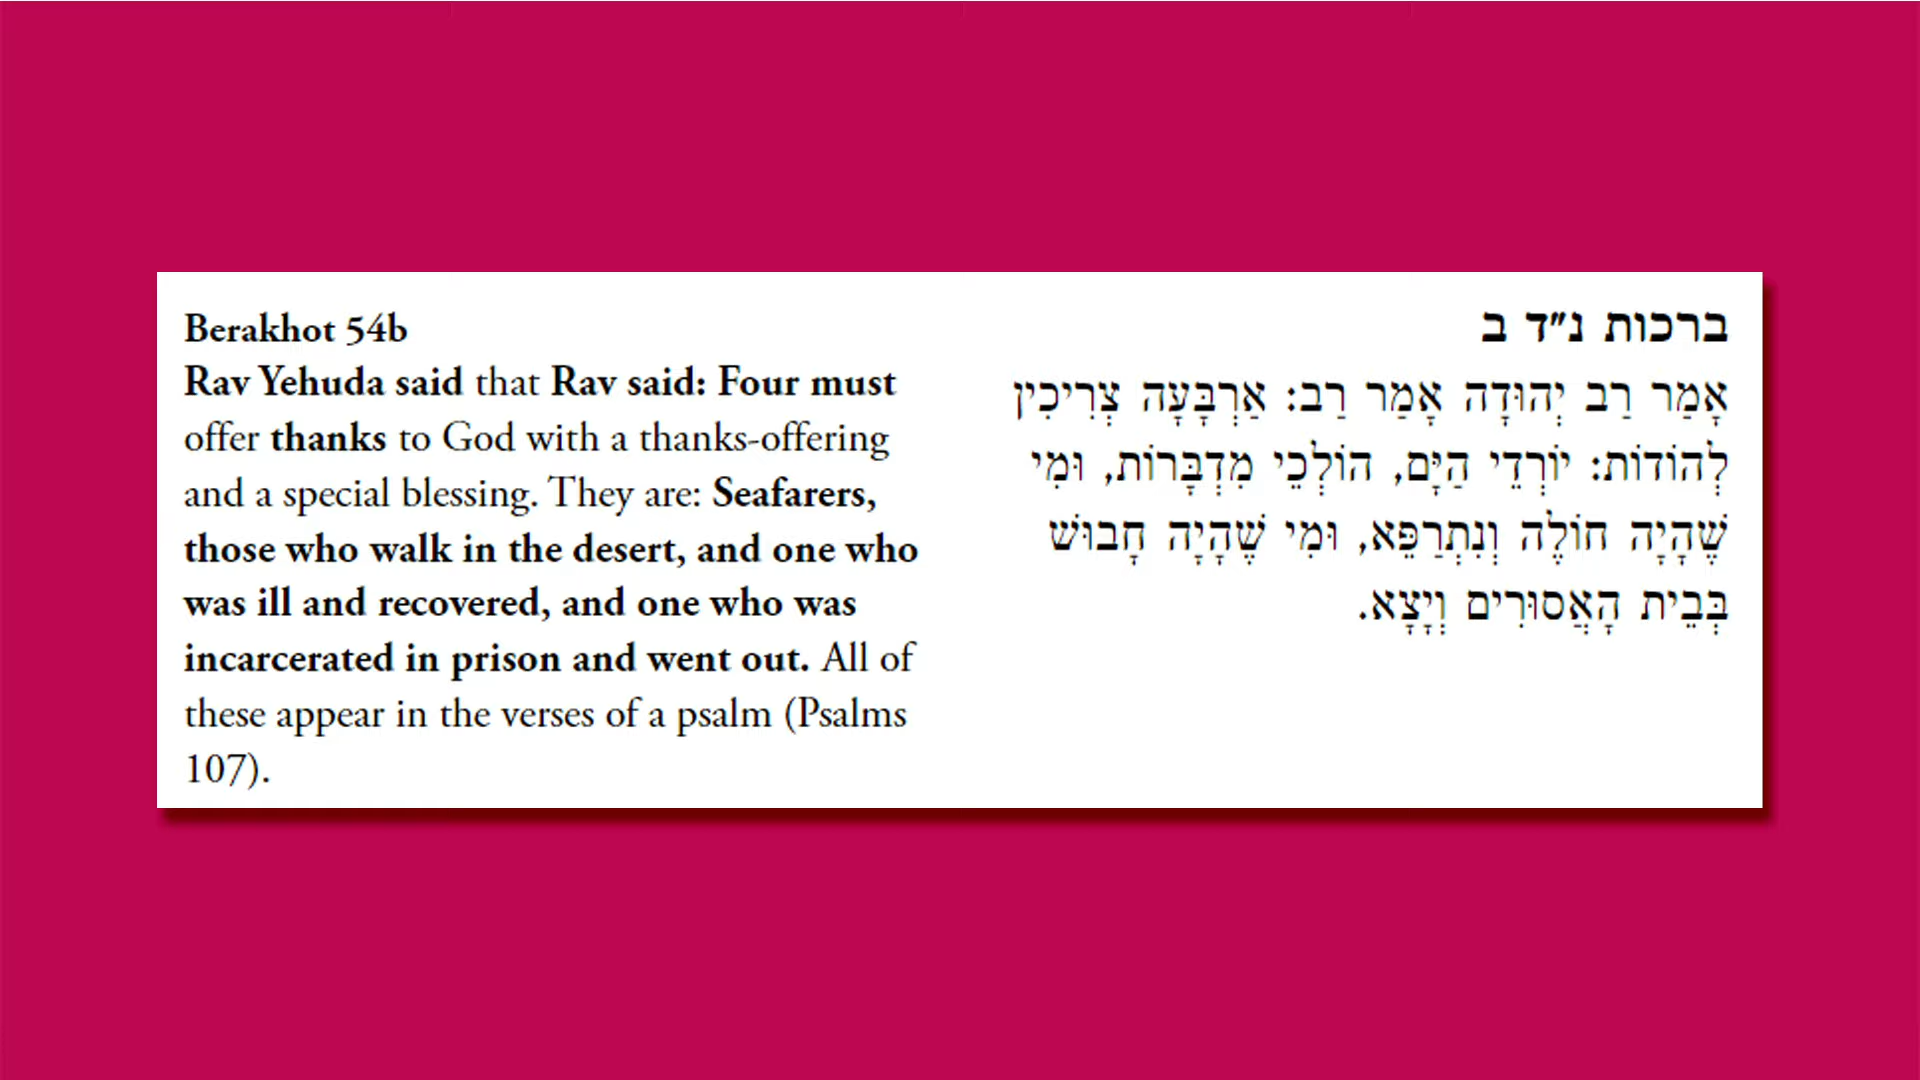 Berakhot 54b
Rav Yehuda said that Rav said: Four must
offer thanks to God with a thanks-offering
and a special blessing. They are: Seafarers,
those who walk in the desert, and one who
was ill and recovered, and one who was
incarcerated in prison and went out. All of
these appear in the verses of a psalm (Psalms
107).
ברכות נ״ד ב
אָמַר רַב יְהוּדָה אָמַר רַב: אַרְבָּעָה צְרִיכִין
לְהוֹדוֹת: יוֹרְדֵי הַיָּם, הוֹלְכֵי מִדְבָּרוֹת, וּמִי
שֶׁהָיָה חוֹלֶה וְנִתְרַפֵּא, וּמִי שֶׁהָיָה חָבוּשׁ
בְּבֵית הָאֲסוּרִים וְיָצָא.